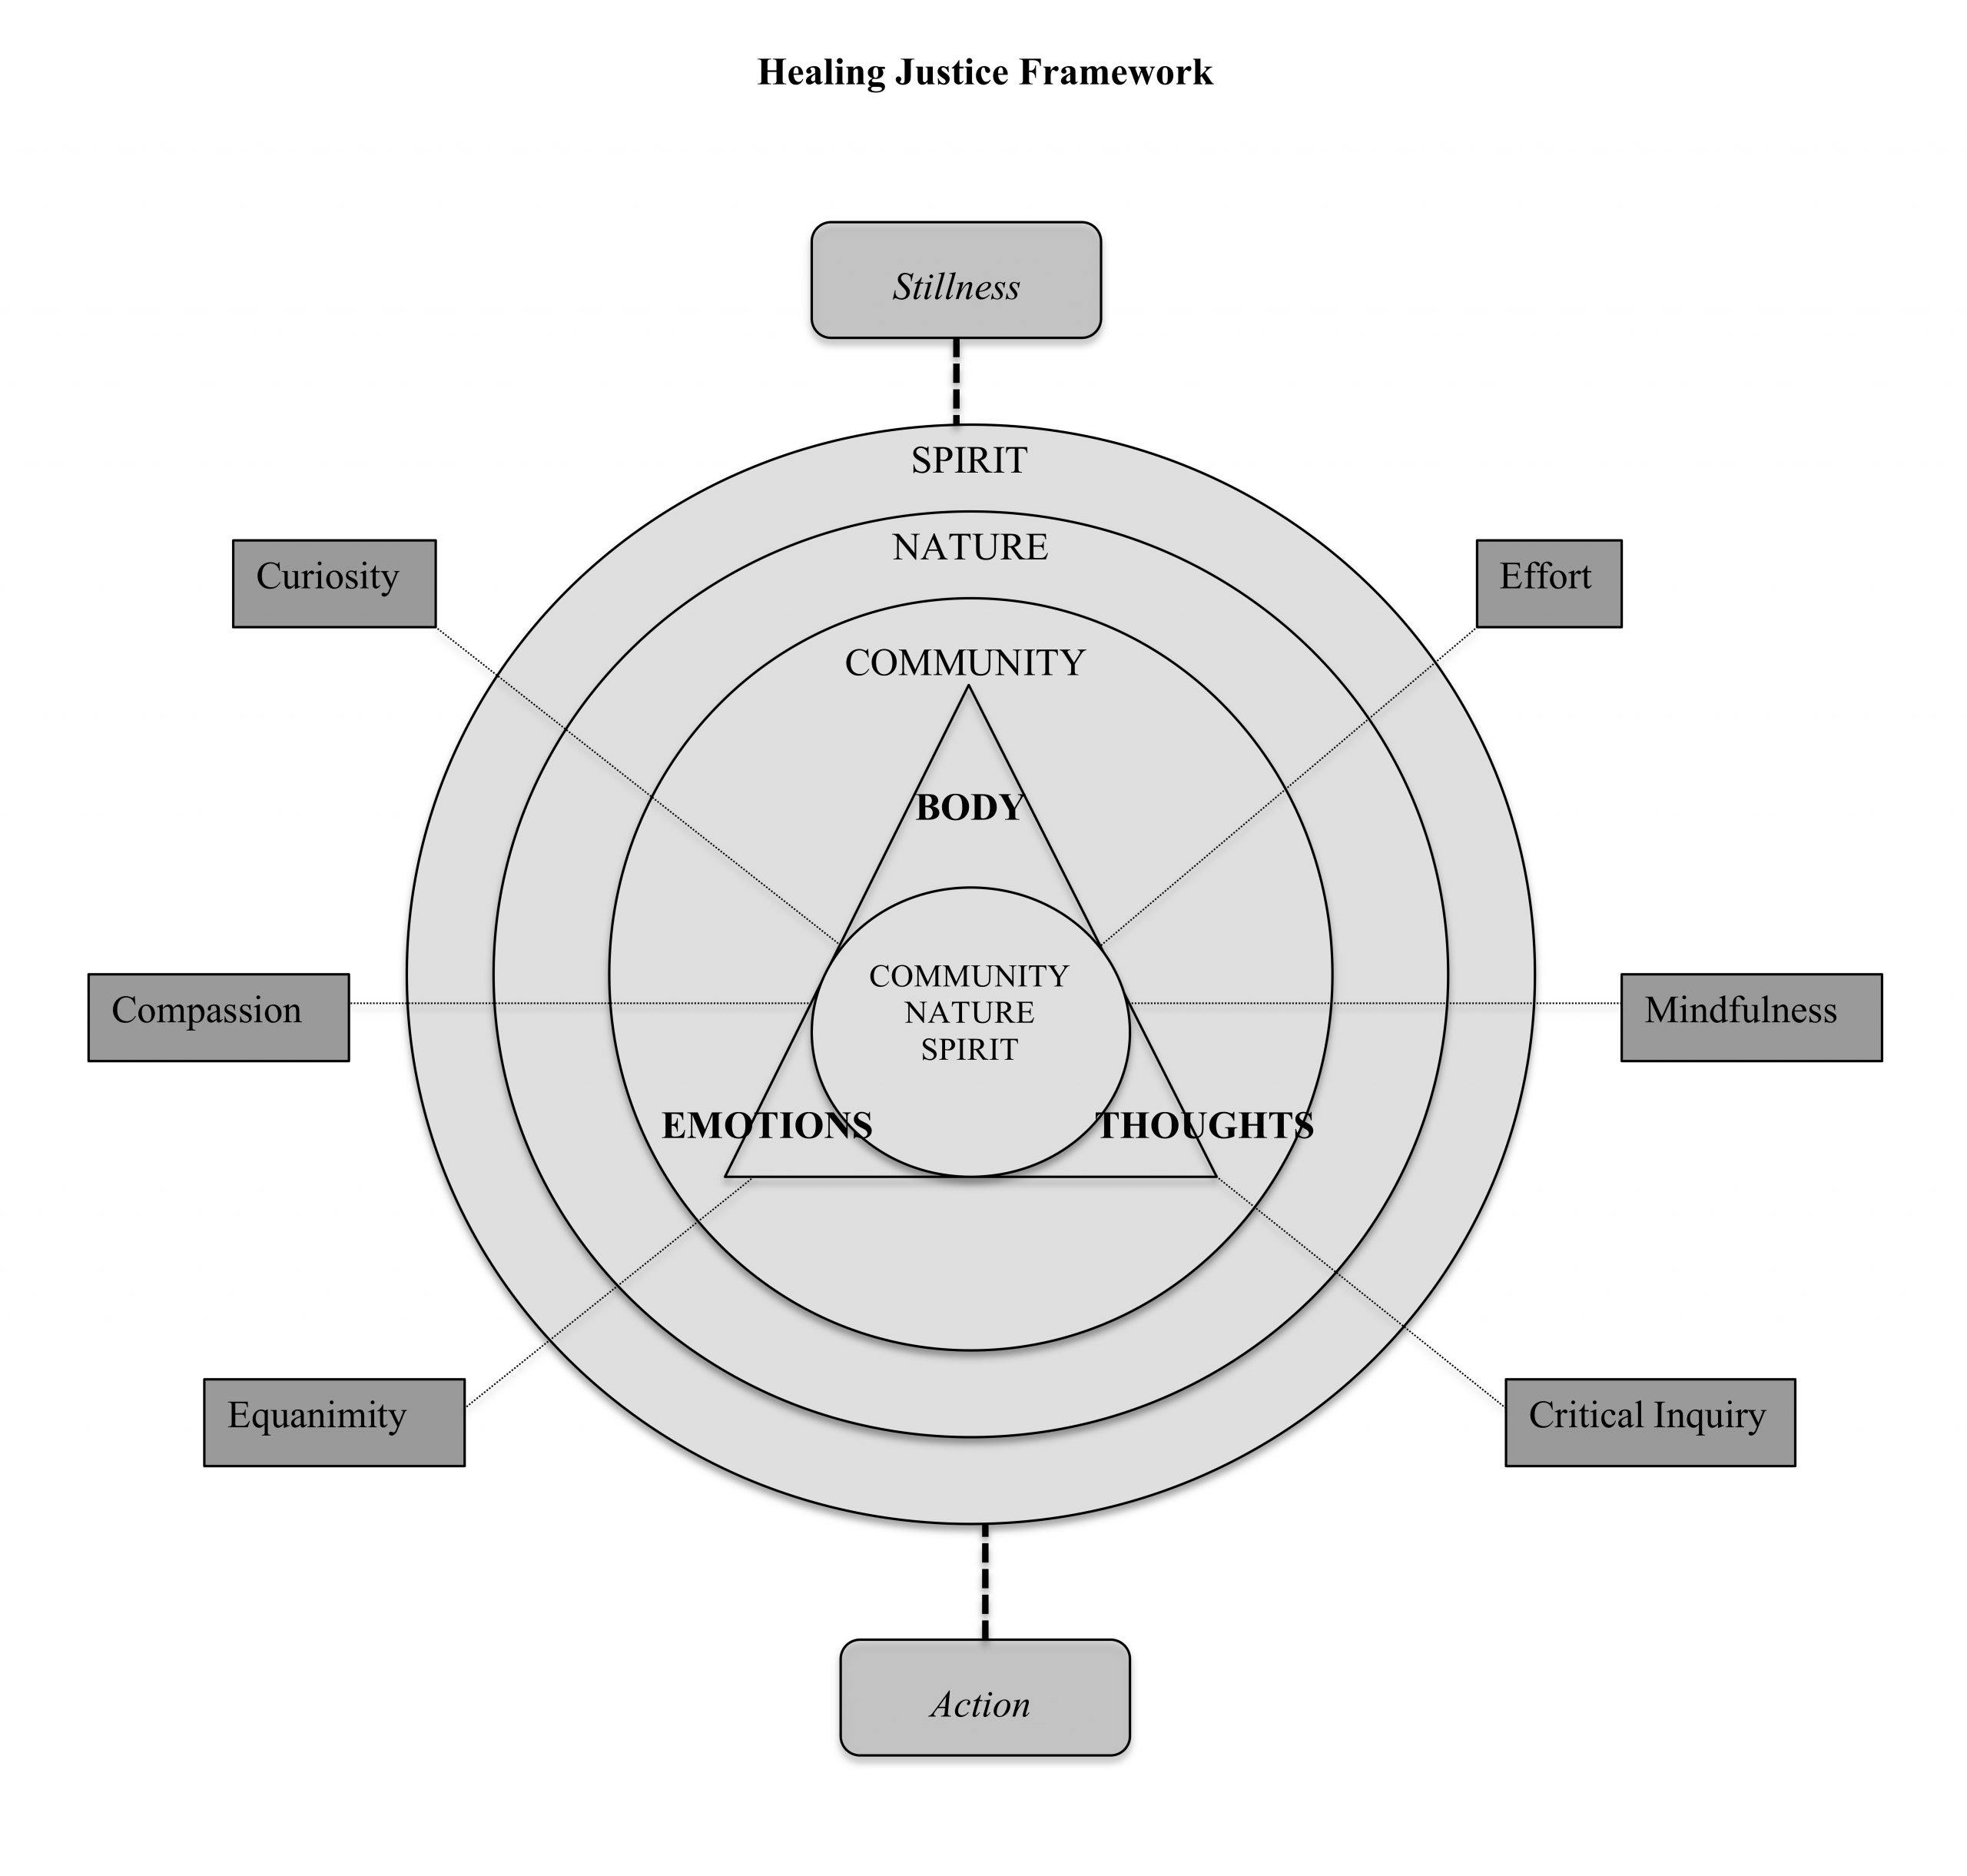 Healing Justice Framework
Stillness
SPIRIT
NATURE
Curiosity
Effort
COMMUNITY
BODY
COMMUNITY
NATURE
SPIRIT
Compassion
Mindfulness
EMOTIONS
THOUGHTS
Equanimity
Critical Inquiry
Action